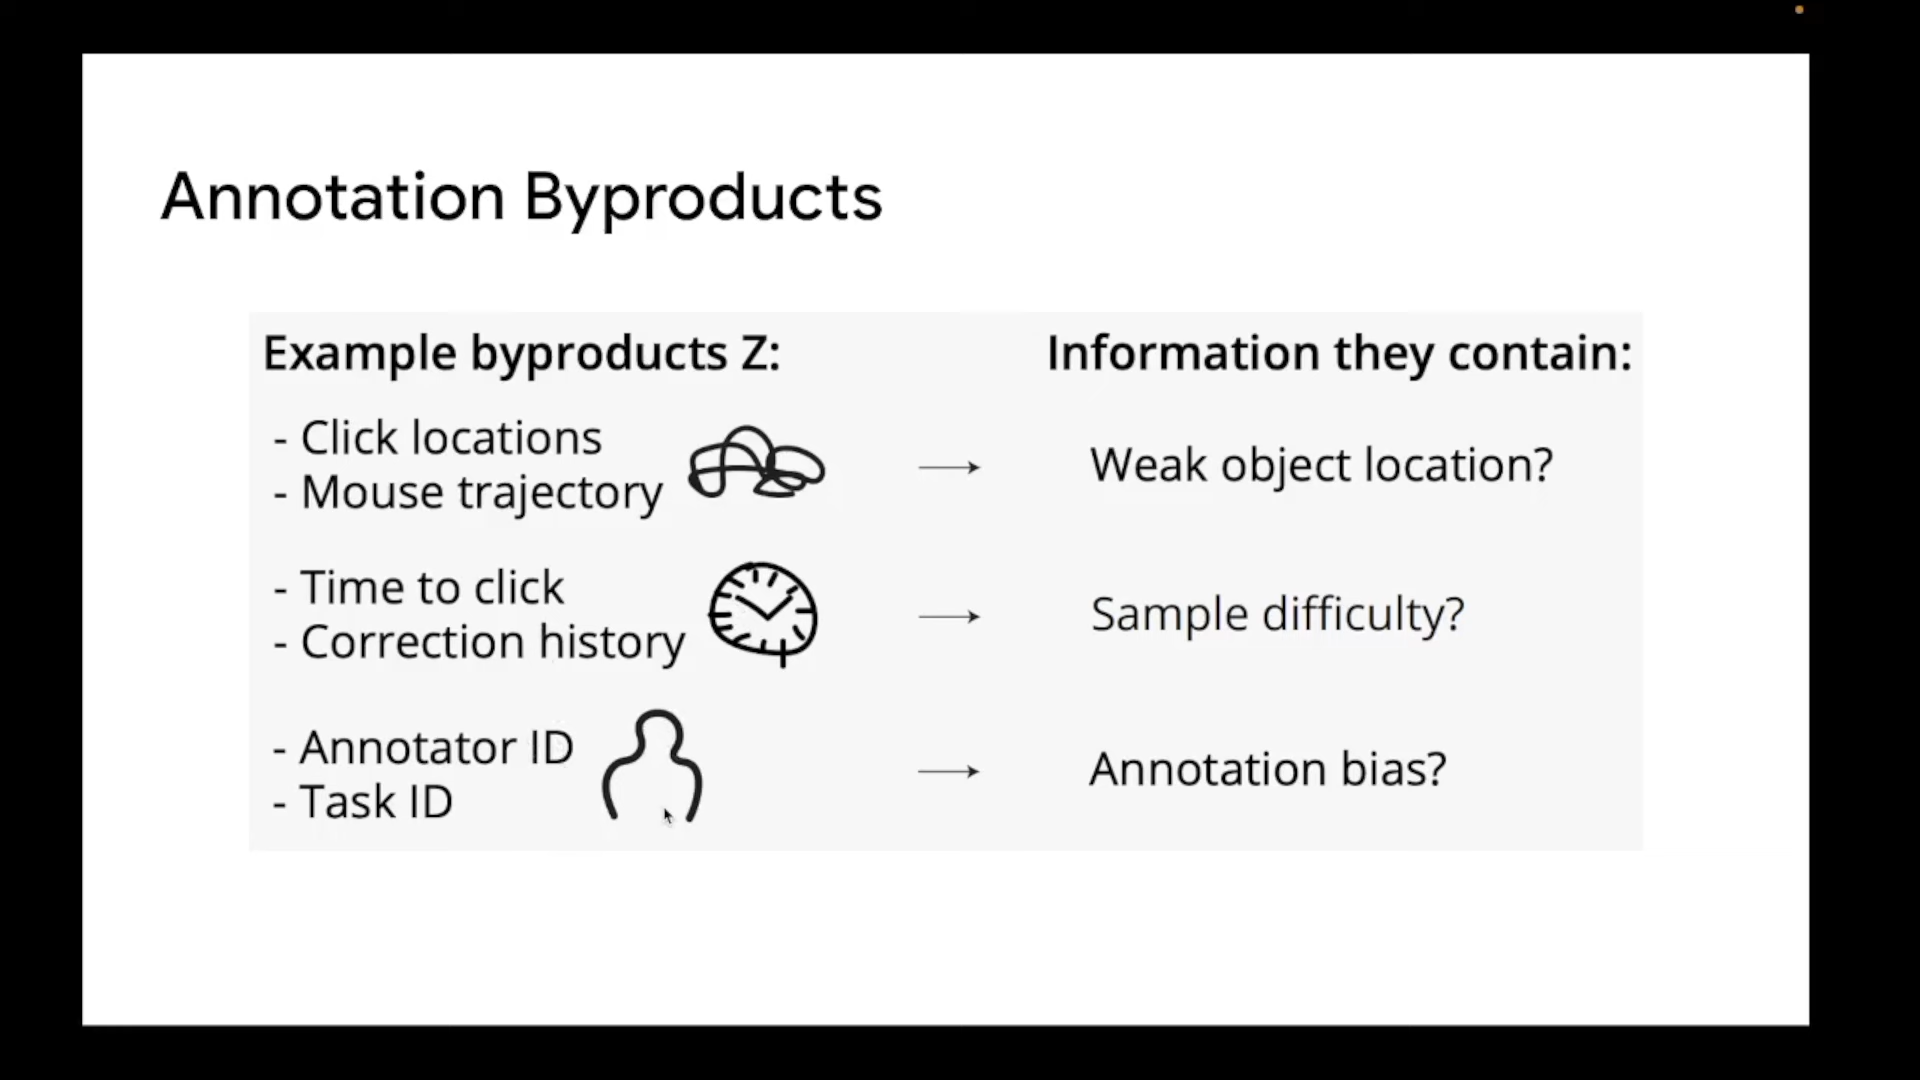 Annotation Byproducts
Example byproducts Z:
Information they contain:
- Click locations
- Mouse trajectory
Weak object location?
- Time to click
- Correction history
Sample difficulty?
- Annotator ID
- Task ID
Annotation bias?